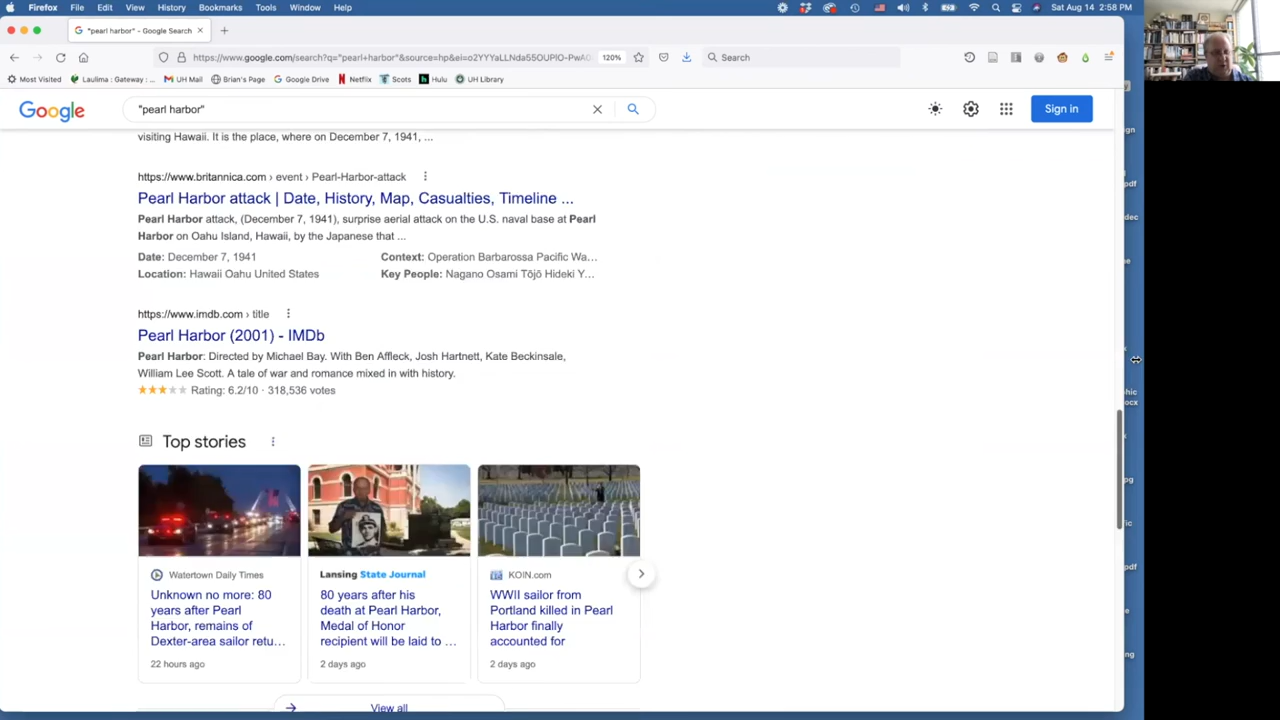 Firefox File Edit View History Bookmarks Tools Window Help
Sat Aug 14 2:58 PM
"pearl harbor" - Google Search
https://www.google.com/search?q="pearl+harbor"&source=hp&ei=o2YYYaLLNda55OUPIO-PwA
120%
Search
Most Visited Laulima : Gateway : ... UH Mail Brian's Page Google Drive Netflix Scots Hulu UH Library
Google
"pearl harbor"
Sign in
visiting Hawaii. It is the place, where on December 7, 1941, ...
https://www.britannica.com › event › Pearl-Harbor-attack
Pearl Harbor attack | Date, History, Map, Casualties, Timeline ...
Pearl Harbor attack, (December 7, 1941), surprise aerial attack on the U.S. naval base at Pearl
Harbor on Oahu Island, Hawaii, by the Japanese that ...
Date: December 7, 1941 Context: Operation Barbarossa Pacific Wa...
Location: Hawaii Oahu United States Key People: Nagano Osami Tōjō Hideki Y...
https://www.imdb.com › title
Pearl Harbor (2001) - IMDb
Pearl Harbor: Directed by Michael Bay. With Ben Affleck, Josh Hartnett, Kate Beckinsale,
William Lee Scott. A tale of war and romance mixed in with history.
Rating: 6.2/10 · 318,536 votes
Top stories
Watertown Daily Times
Unknown no more: 80
years after Pearl
Harbor, remains of
Dexter-area sailor retu...
22 hours ago
Lansing State Journal
80 years after his
death at Pearl Harbor,
Medal of Honor
recipient will be laid to ...
2 days ago
KOIN.com
WWII sailor from
Portland killed in Pearl
Harbor finally
accounted for
2 days ago
View all